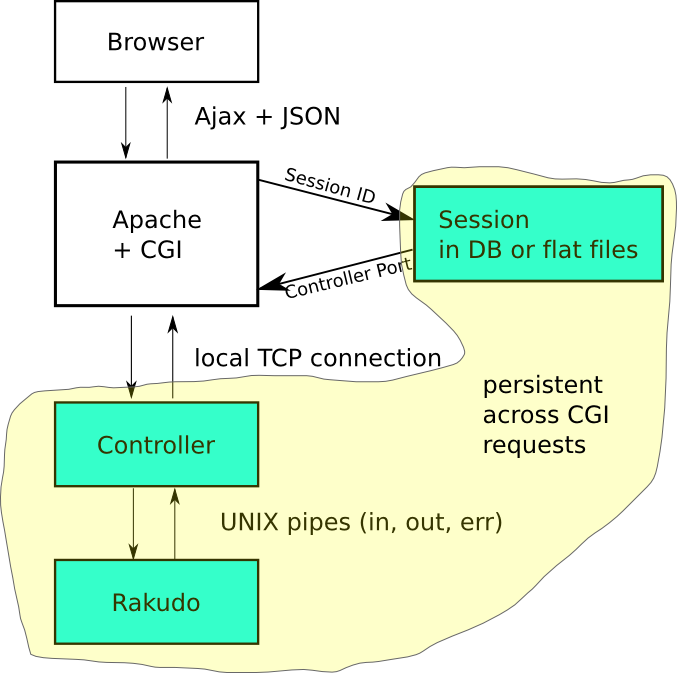 Browser
Ajax + JSON
Session ID
Apache
+ CGI
Session
in DB or flat files
Controller Port
local TCP connection
persistent
across CGI
requests
Controller
UNIX pipes (in, out, err)
Rakudo